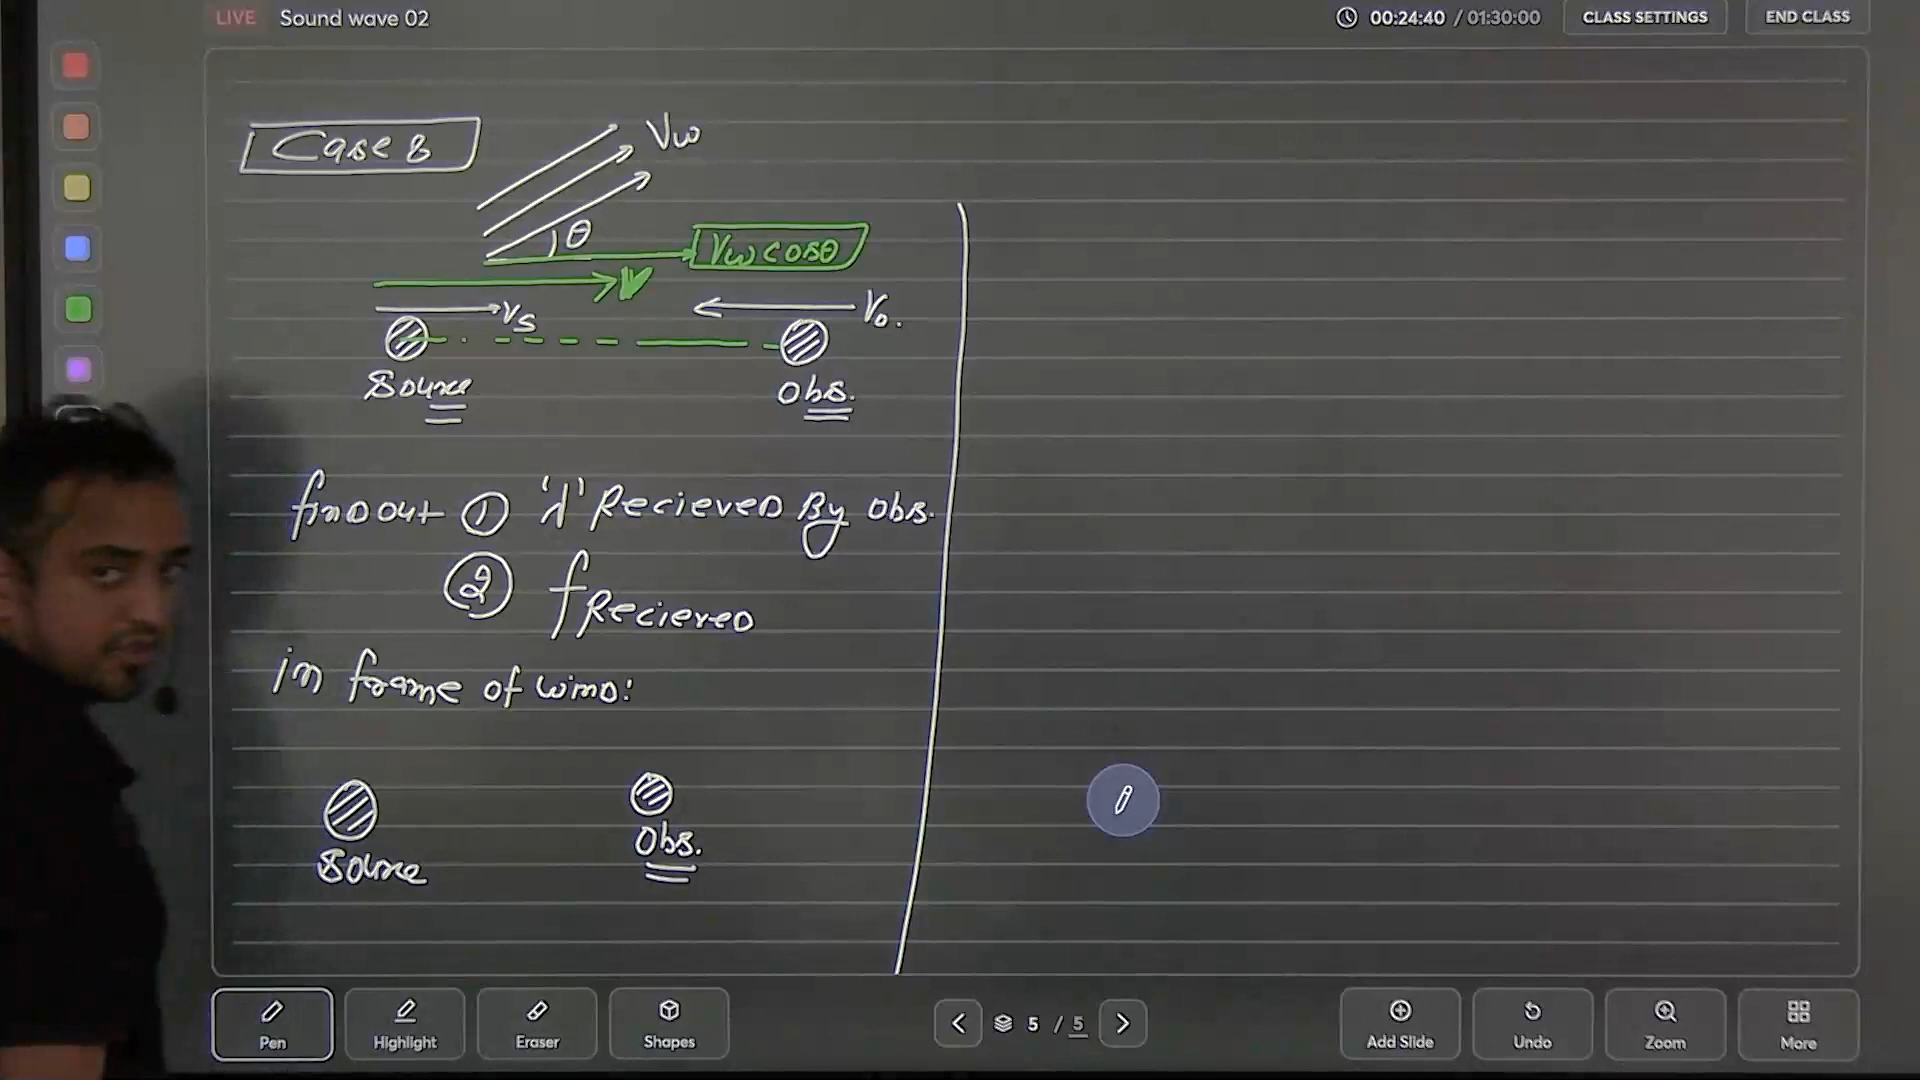 LIVE Sound wave 02 00:24:40 / 01:30:00 CLASS SETTINGS END CLASS
Case 8
Vw
θ
Vw cosθ
V
Vs
Vo.
Source
Obs.
find out ① 'λ' Recieved By Obs.
② fRecieved
in frame of wind:
Source
Obs.
Pen Highlight Eraser Shapes 5 / 5 Add Slide Undo Zoom More